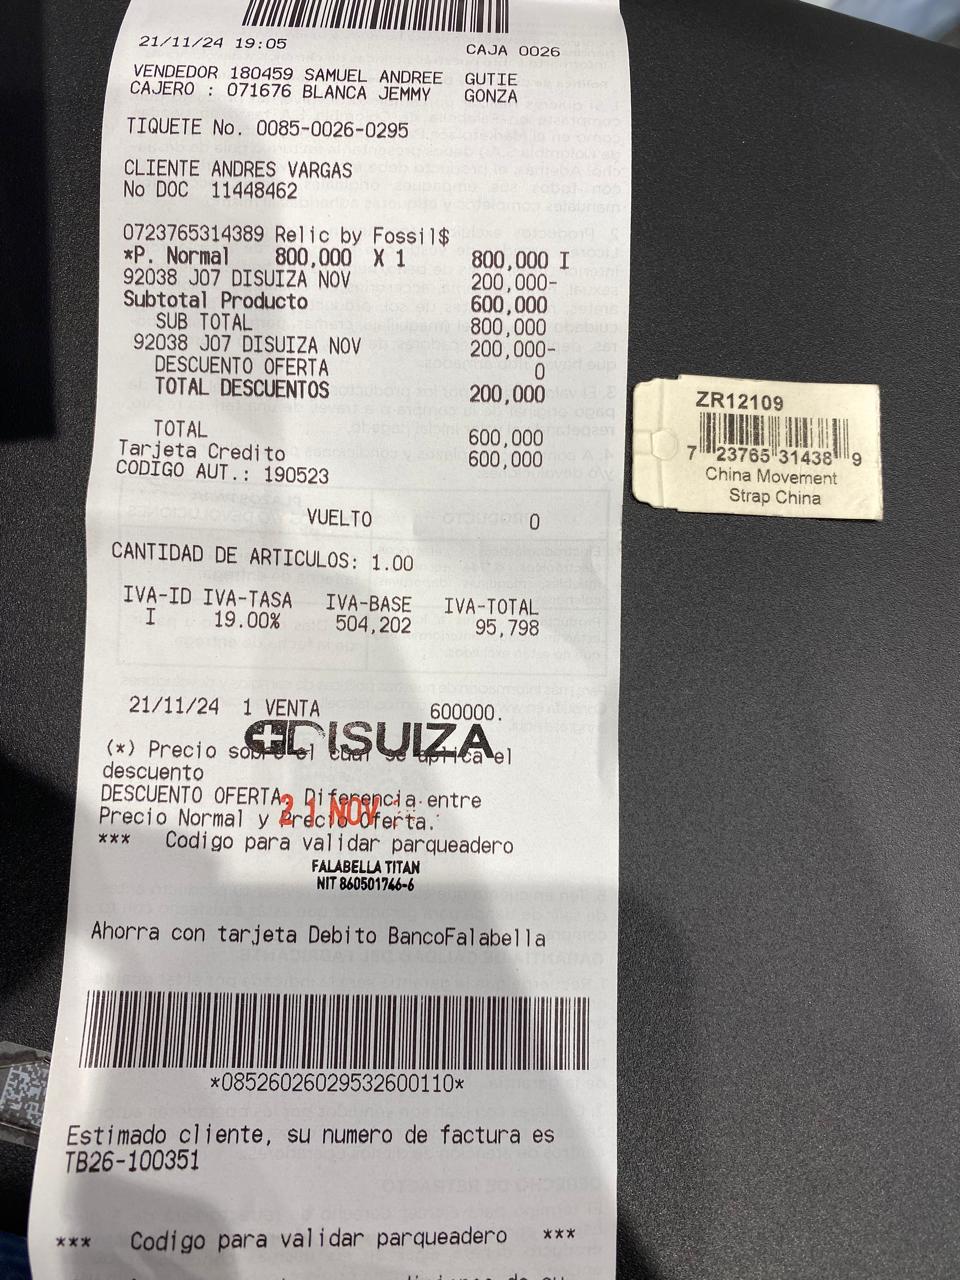 21/11/24 19:05 CAJA 0026
VENDEDOR 180459 SAMUEL ANDREE GUTIE
CAJERO : 071676 BLANCA JEMMY GONZA
TIQUETE No. 0085-0026-0295
CLIENTE ANDRES VARGAS
No DOC 11448462
0723765314389 Relic by Fossil$
*P. Normal 800,000 X 1 800,000 I
92038 J07 DISUIZA NOV 200,000-
Subtotal Producto 600,000
SUB TOTAL 800,000
92038 J07 DISUIZA NOV 200,000-
DESCUENTO OFERTA 0
TOTAL DESCUENTOS 200,000
TOTAL 600,000
Tarjeta Credito 600,000
CODIGO AUT.: 190523
VUELTO 0
CANTIDAD DE ARTICULOS: 1.00
IVA-ID IVA-TASA IVA-BASE IVA-TOTAL
I 19.00% 504,202 95,798
21/11/24 1 VENTA 600000.
DISUIZA
(*) Precio sobre el cual se aplica el
descuento
DESCUENTO OFERTA, Diferencia entre
21 NOV
Precio Normal y Precio Oferta.
*** Codigo para validar parqueadero
FALABELLA TITAN
NIT 860501746-6
Ahorra con tarjeta Debito BancoFalabella
*08526026029532600110*
Estimado cliente, su numero de factura es
TB26-100351
*** Codigo para validar parqueadero ***
ZR12109
7 23765 31438 9
China Movement
Strap China